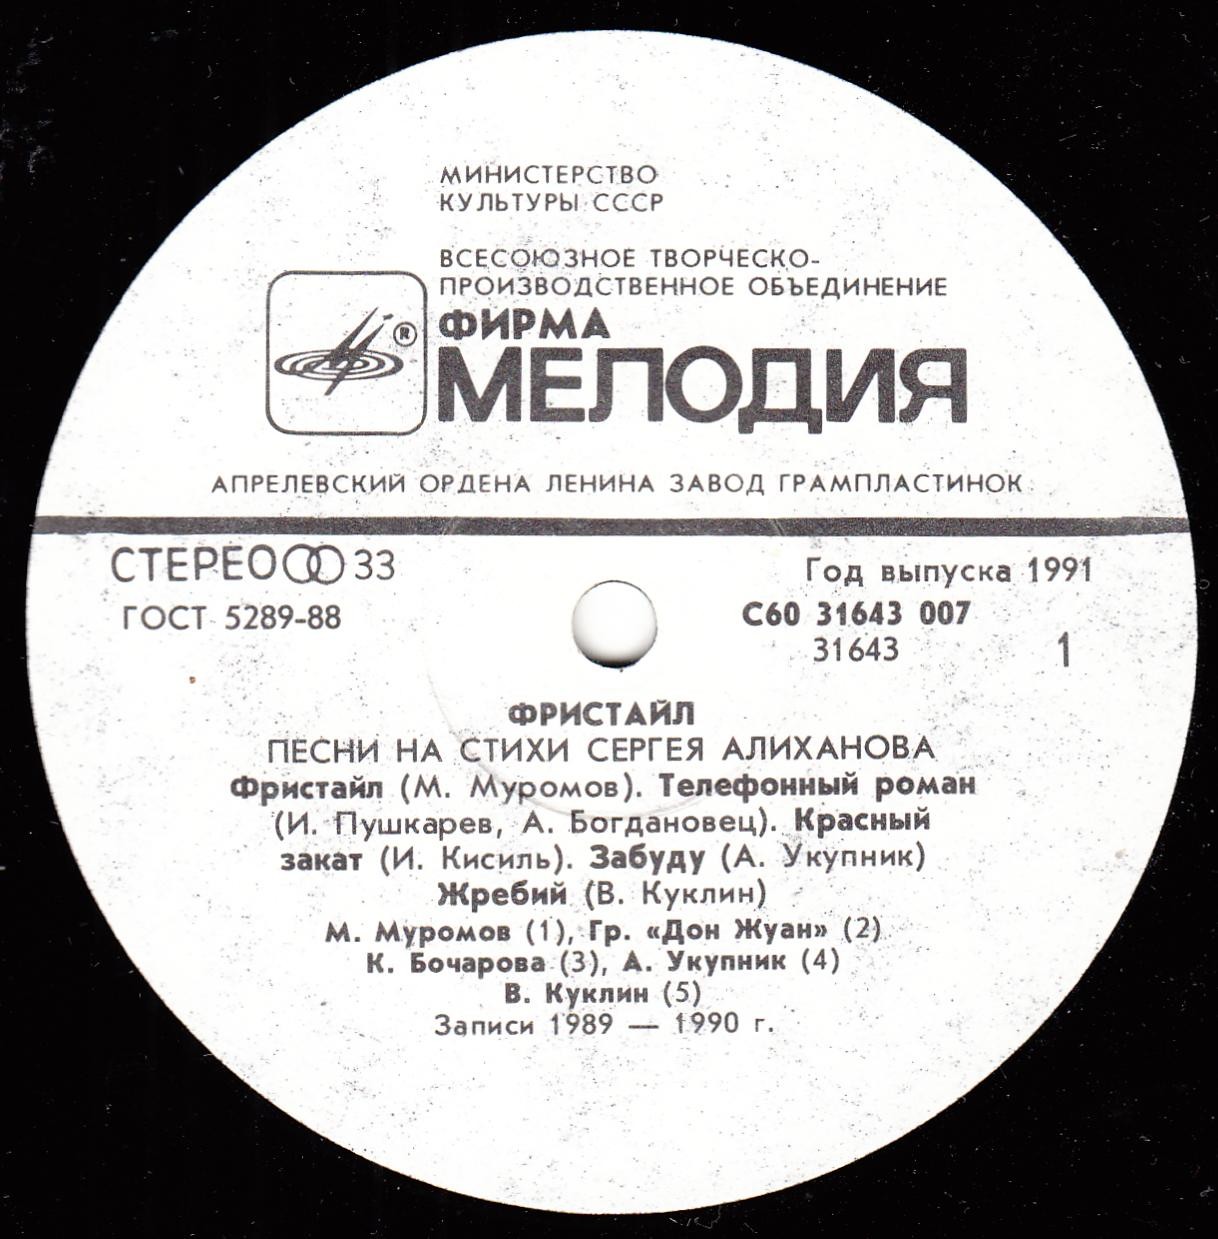 МИНИСТЕРСТВО
КУЛЬТУРЫ СССР
ВСЕСОЮЗНОЕ ТВОРЧЕСКО-
ПРОИЗВОДСТВЕННОЕ ОБЪЕДИНЕНИЕ
ФИРМА
®
МЕЛОДИЯ
АПРЕЛЕВСКИЙ ОРДЕНА ЛЕНИНА ЗАВОД ГРАМПЛАСТИНОК
СТЕРЕО 33
Год выпуска 1991
ГОСТ 5289-88
С60 31643 007
31643
1
ФРИСТАЙЛ
ПЕСНИ НА СТИХИ СЕРГЕЯ АЛИХАНОВА
Фристайл (М. Муромов). Телефонный роман
(И. Пушкарев, А. Богдановец). Красный
закат (И. Кисиль). Забуду (А. Укупник)
Жребий (В. Куклин)
М. Муромов (1), Гр. «Дон Жуан» (2)
К. Бочарова (3), А. Укупник (4)
В. Куклин (5)
Записи 1989 — 1990 г.